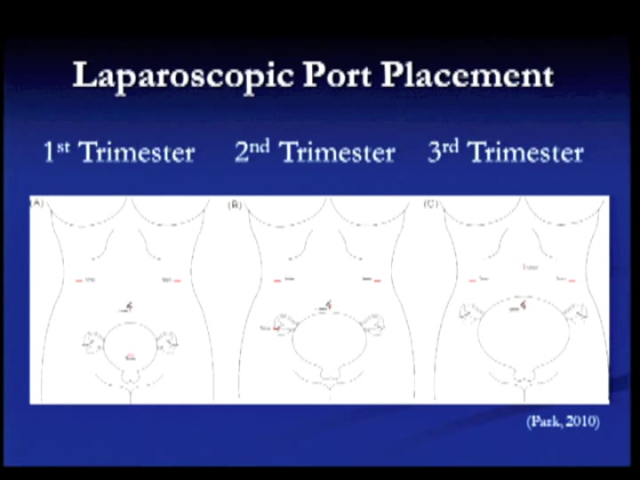 Laparoscopic Port Placement
1st Trimester 2nd Trimester 3rd Trimester
(A) (B) (C)
(Park, 2010)